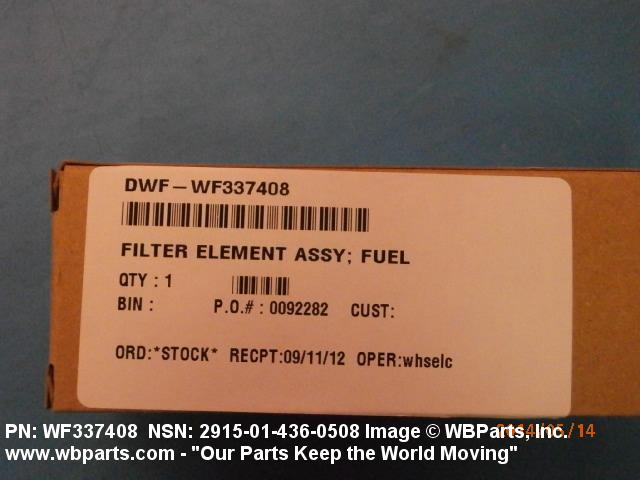 DWF-WF337408
FILTER ELEMENT ASSY; FUEL
QTY : 1
BIN : P.O.# : 0092282 CUST:
ORD:*STOCK* RECPT:09/11/12 OPER:whselc
PN: WF337408 NSN: 2915-01-436-0508 Image © WBParts, Inc.
www.wbparts.com - "Our Parts Keep the World Moving"